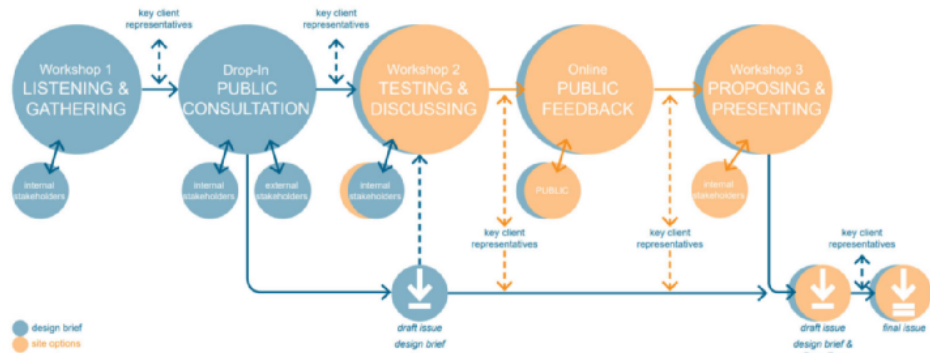 key client
representatives
key client
representatives
Workshop 1
LISTENING &
GATHERING
Drop-In
PUBLIC
CONSULTATION
Workshop 2
TESTING &
DISCUSSING
Online
PUBLIC
FEEDBACK
Workshop 3
PROPOSING &
PRESENTING
internal
stakeholders
internal
stakeholders
external
stakeholders
internal
stakeholders
PUBLIC
internal
stakeholders
key client
representatives
key client
representatives
key client
representatives
design brief
site options
draft issue
design brief
draft issue
design brief &
final issue